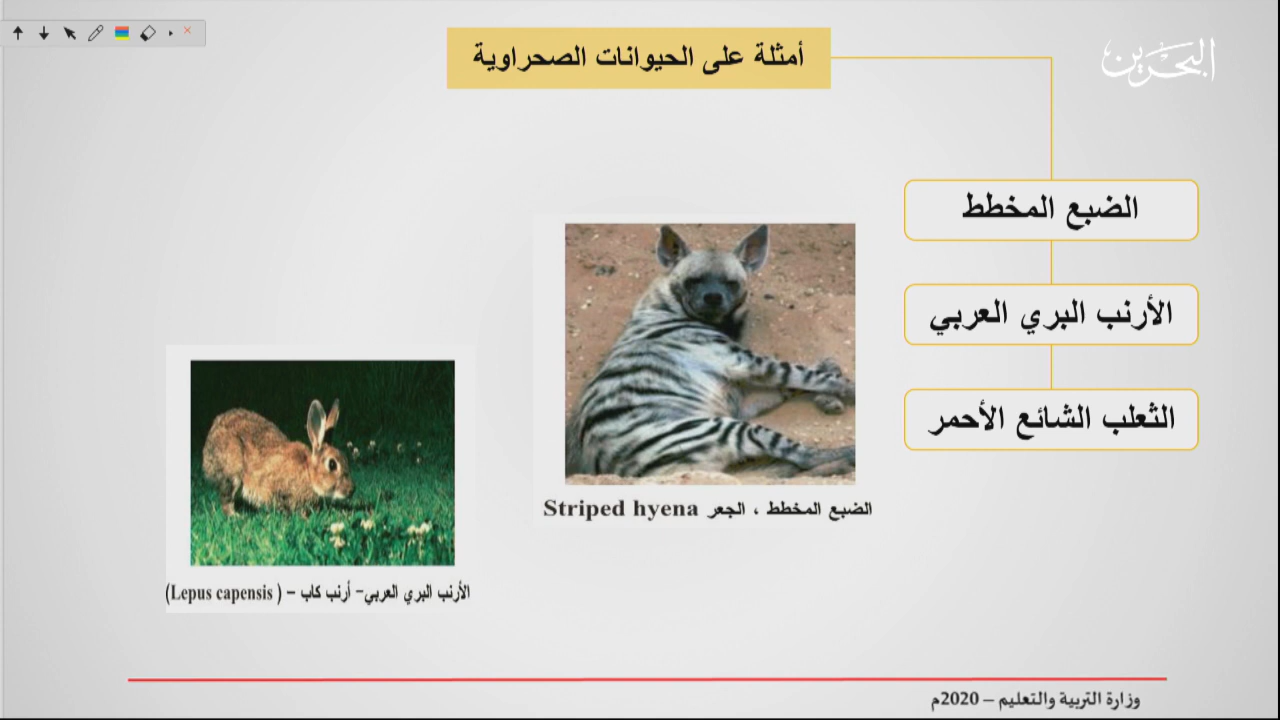 أمثلة على الحيوانات الصحراوية
البحرين
الضبع المخطط
الأرنب البري العربي
الثعلب الشائع الأحمر
الضبع المخطط ، الجعر Striped hyena
الأرنب البري العربي- أرنب كاب – ( Lepus capensis)
وزارة التربية والتعليم – 2020م